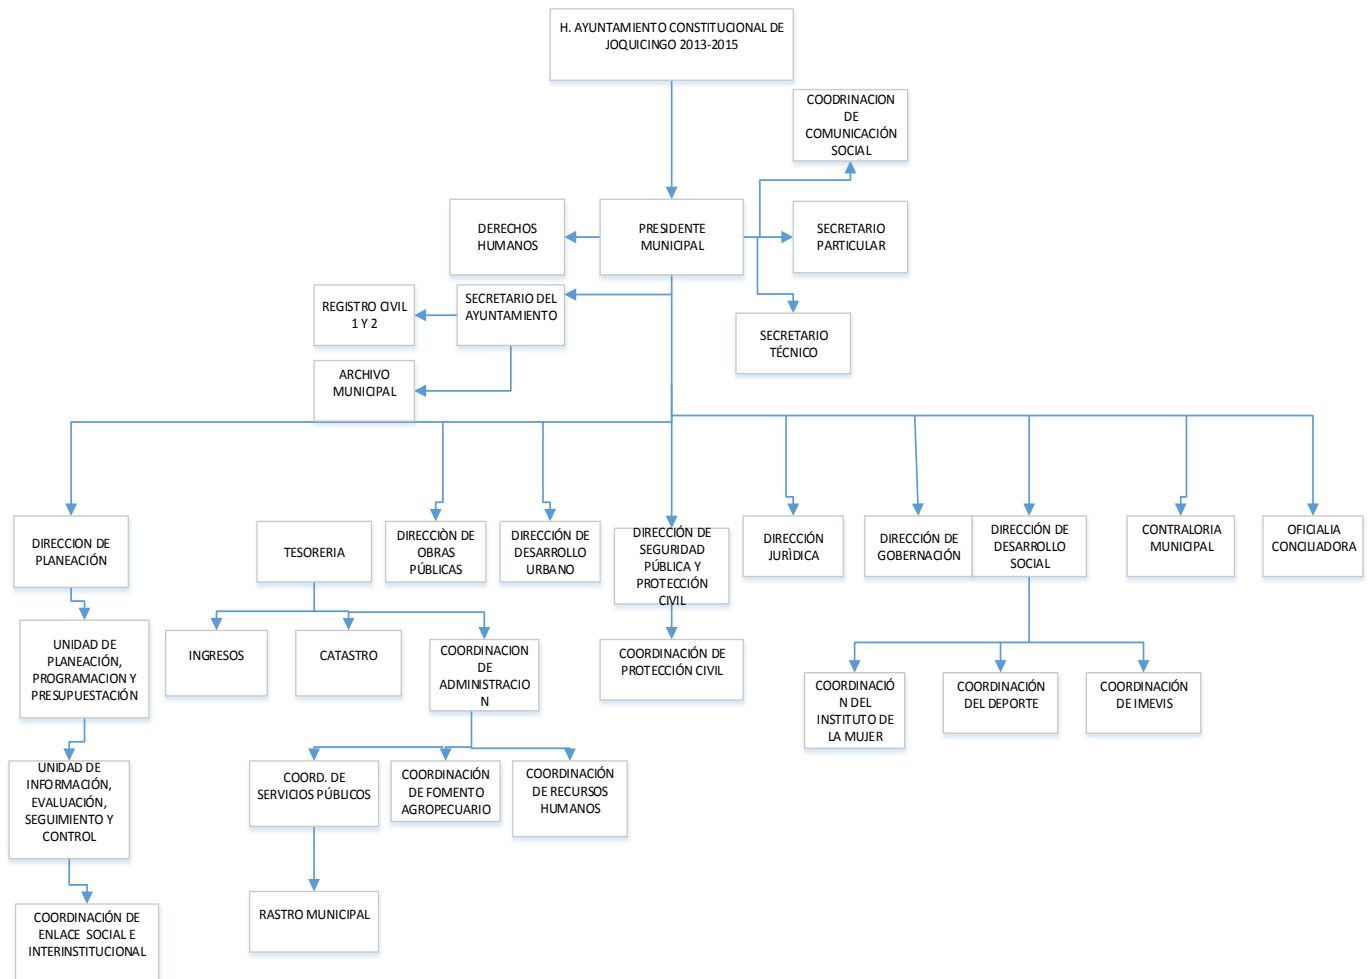 H. AYUNTAMIENTO CONSTITUCIONAL DE
JOQUICINGO 2013-2015
COODRINACION
DE
COMUNICACIÓN
SOCIAL
DERECHOS
HUMANOS
PRESIDENTE
MUNICIPAL
SECRETARIO
PARTICULAR
REGISTRO CIVIL
1 Y 2
SECRETARIO DEL
AYUNTAMIENTO
SECRETARIO
TÉCNICO
ARCHIVO
MUNICIPAL
DIRECCION DE
PLANEACIÓN
TESORERIA
DIRECCIÒN DE
OBRAS
PÚBLICAS
DIRECCIÓN DE
DESARROLLO
URBANO
DIRECCIÓN DE
SEGURIDAD
PÚBLICA Y
PROTECCIÓN
CIVIL
DIRECCIÓN
JURÌDICA
DIRECCIÓN DE
GOBERNACIÓN
DIRECCIÓN DE
DESARROLLO
SOCIAL
CONTRALORIA
MUNICIPAL
OFICIALIA
CONCILIADORA
UNIDAD DE
PLANEACIÓN,
PROGRAMACION Y
PRESUPUESTACIÓN
INGRESOS
CATASTRO
COORDINACION
DE
ADMINISTRACIO
N
COORDINACIÓN DE
PROTECCIÓN CIVIL
COORDINACIÓ
N DEL
INSTITUTO DE
LA MUJER
COORDINACIÓN
DEL DEPORTE
COORDINACIÓN
DE IMEVIS
UNIDAD DE
INFORMACIÓN,
EVALUACIÓN,
SEGUIMIENTO Y
CONTROL
COORD. DE
SERVICIOS PÚBLICOS
COORDINACIÓN
DE FOMENTO
AGROPECUARIO
COORDINACIÓN
DE RECURSOS
HUMANOS
COORDINACIÓN DE
ENLACE SOCIAL E
INTERINSTITUCIONAL
RASTRO MUNICIPAL